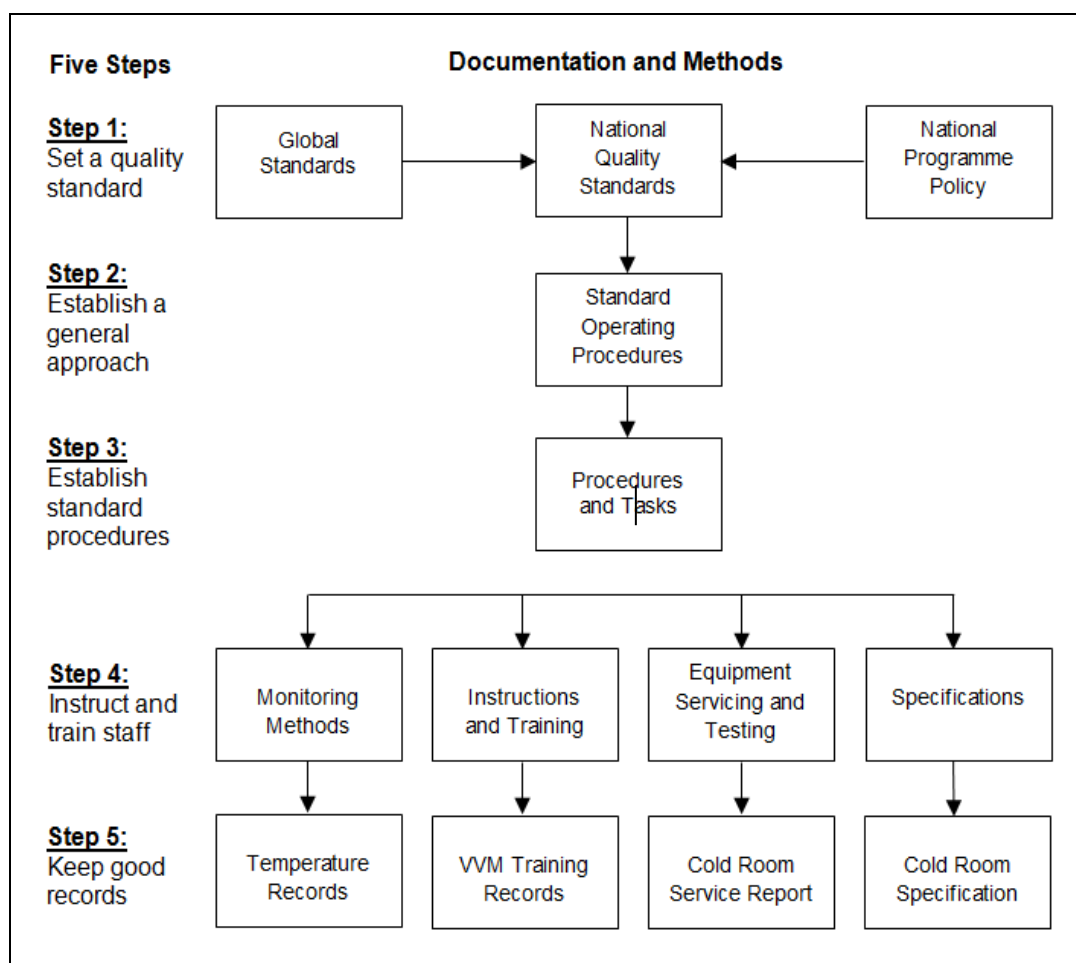 Five Steps
Documentation and Methods
Step 1:
Set a quality
standard
Global
Standards
National
Quality
Standards
National
Programme
Policy
Step 2:
Establish a
general
approach
Standard
Operating
Procedures
Step 3:
Establish
standard
procedures
Procedures
and Tasks
Step 4:
Instruct and
train staff
Monitoring
Methods
Instructions
and Training
Equipment
Servicing and
Testing
Specifications
Step 5:
Keep good
records
Temperature
Records
VVM Training
Records
Cold Room
Service Report
Cold Room
Specification